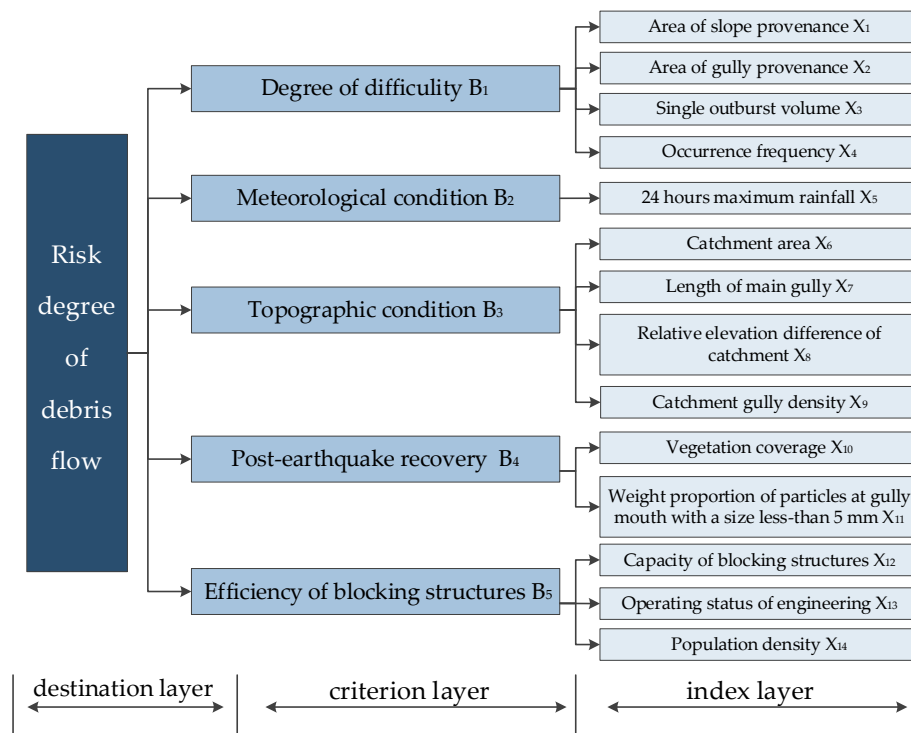 Risk
degree
of
debris
flow
Degree of difficulity B₁
Meteorological condition B₂
Topographic condition B₃
Post-earthquake recovery B₄
Efficiency of blocking structures B₅
Area of slope provenance X₁
Area of gully provenance X₂
Single outburst volume X₃
Occurrence frequency X₄
24 hours maximum rainfall X₅
Catchment area X₆
Length of main gully X₇
Relative elevation difference of
catchment X₈
Catchment gully density X₉
Vegetation coverage X₁₀
Weight proportion of particles at gully
mouth with a size less-than 5 mm X₁₁
Capacity of blocking structures X₁₂
Operating status of engineering X₁₃
Population density X₁₄
destination layer
criterion layer
index layer